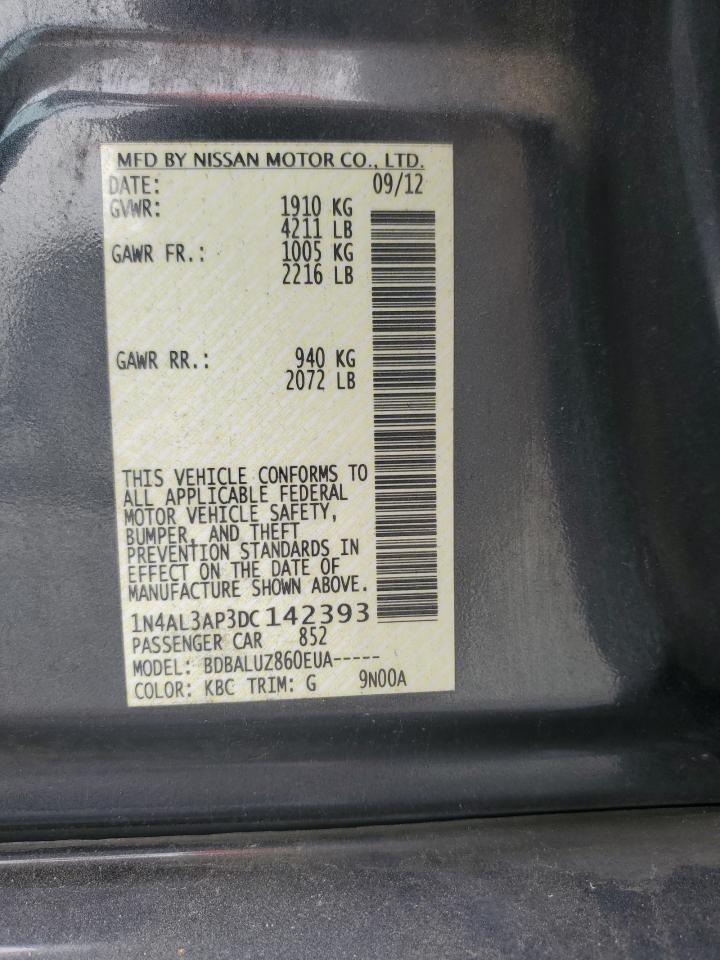 MFD BY NISSAN MOTOR CO., LTD.
DATE: 09/12
GVWR: 1910 KG
4211 LB
GAWR FR.: 1005 KG
2216 LB
GAWR RR.: 940 KG
2072 LB
THIS VEHICLE CONFORMS TO
ALL APPLICABLE FEDERAL
MOTOR VEHICLE SAFETY,
BUMPER, AND THEFT
PREVENTION STANDARDS IN
EFFECT ON THE DATE OF
MANUFACTURE SHOWN ABOVE.
1N4AL3AP3DC142393
PASSENGER CAR 852
MODEL: BDBALUZ860EUA-----
COLOR: KBC TRIM: G 9N00A